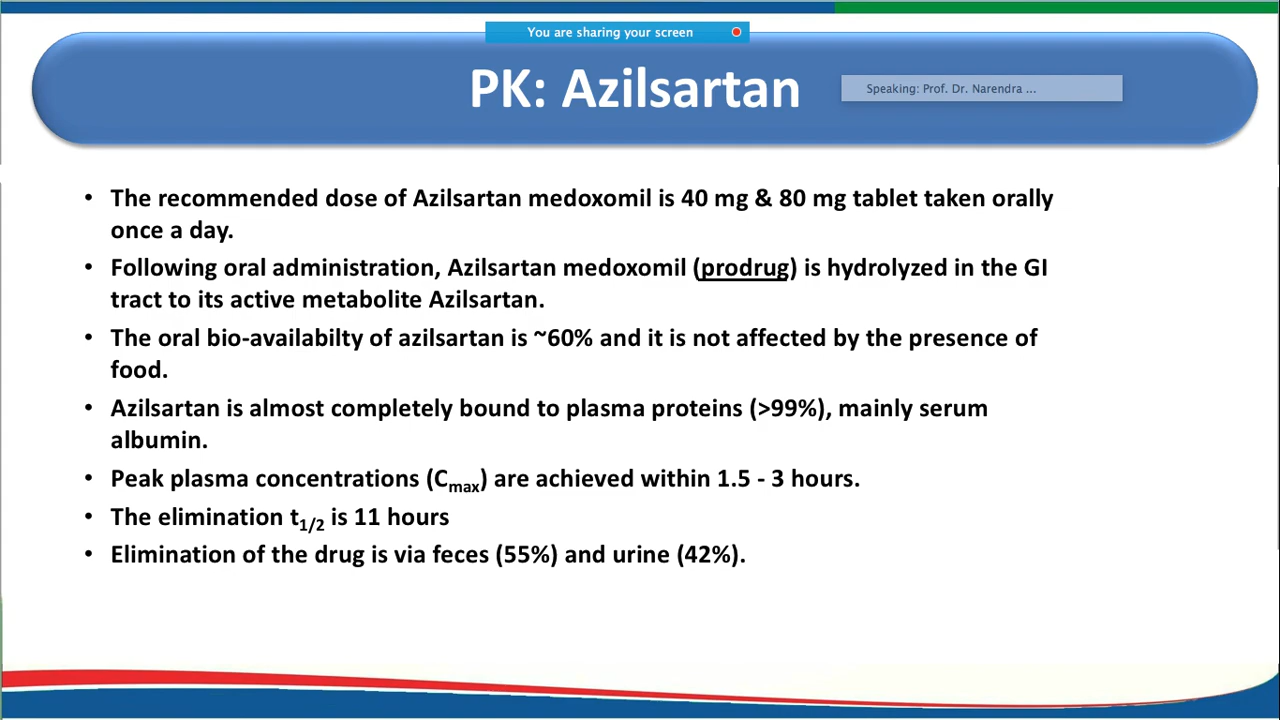 You are sharing your screen
PK: Azilsartan
Speaking: Prof. Dr. Narendra ...
• The recommended dose of Azilsartan medoxomil is 40 mg & 80 mg tablet taken orally
once a day.
• Following oral administration, Azilsartan medoxomil (prodrug) is hydrolyzed in the GI
tract to its active metabolite Azilsartan.
• The oral bio-availabilty of azilsartan is ~60% and it is not affected by the presence of
food.
• Azilsartan is almost completely bound to plasma proteins (>99%), mainly serum
albumin.
• Peak plasma concentrations (Cmax) are achieved within 1.5 - 3 hours.
• The elimination t1/2 is 11 hours
• Elimination of the drug is via feces (55%) and urine (42%).